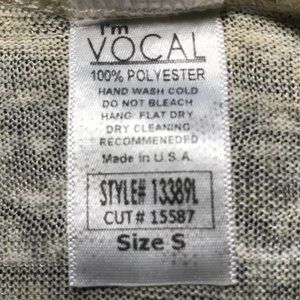 I'm
VOCAL
100% POLYESTER
HAND WASH COLD
DO NOT BLEACH
HANG FLAT DRY
DRY CLEANING
RECOMMENEDED
Made in U.S.A.
STYLE# 13389L
CUT # 15587
Size S